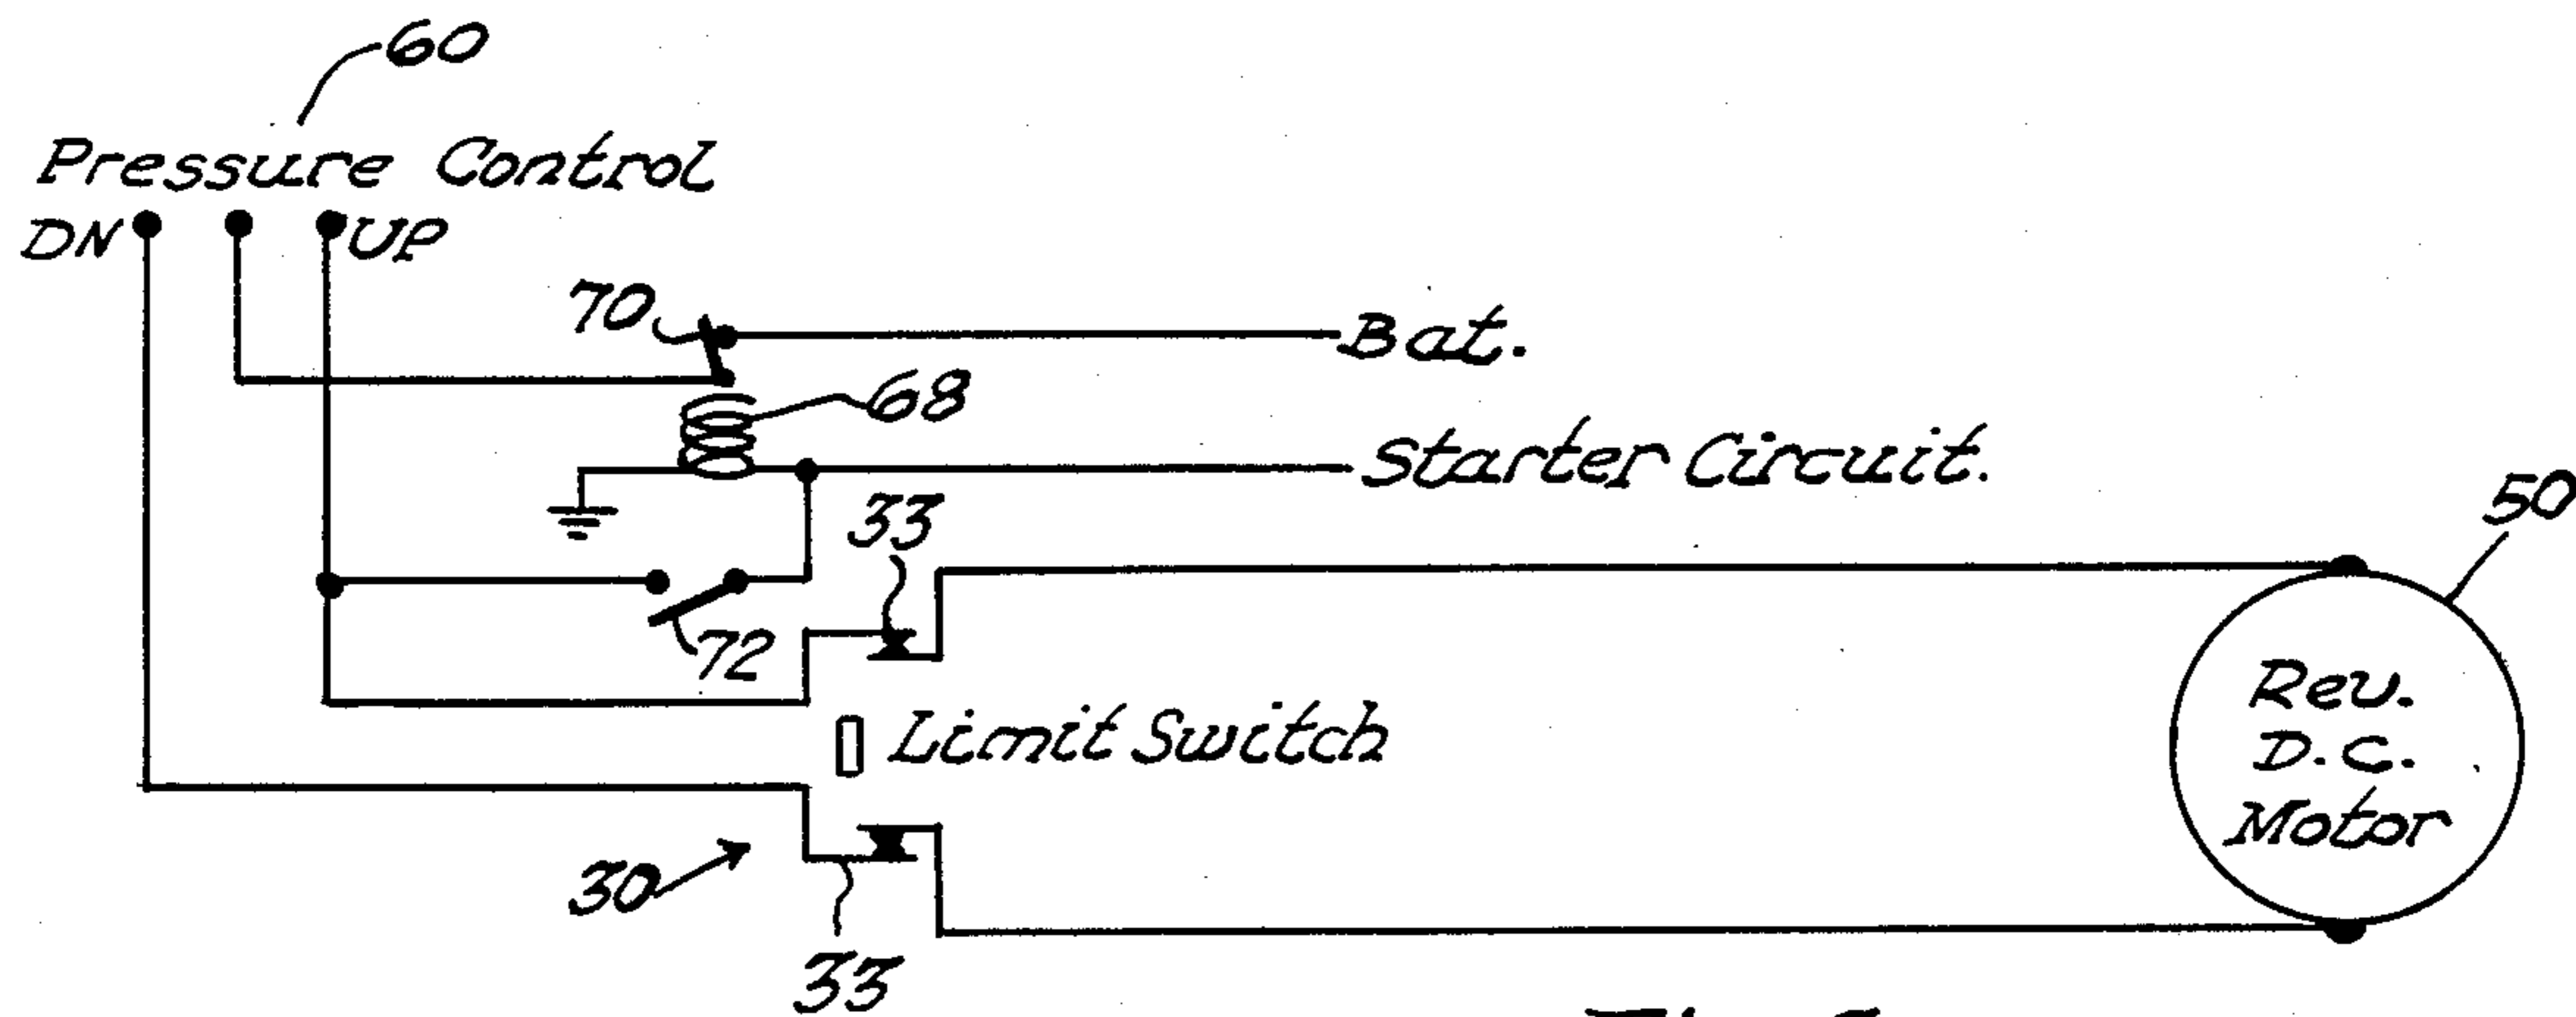 60
Pressure Control
DN
UP
70
Bat.
68
Starter Circuit.
33
50
72
Rev.
D.C.
Motor
Limit Switch
30
33